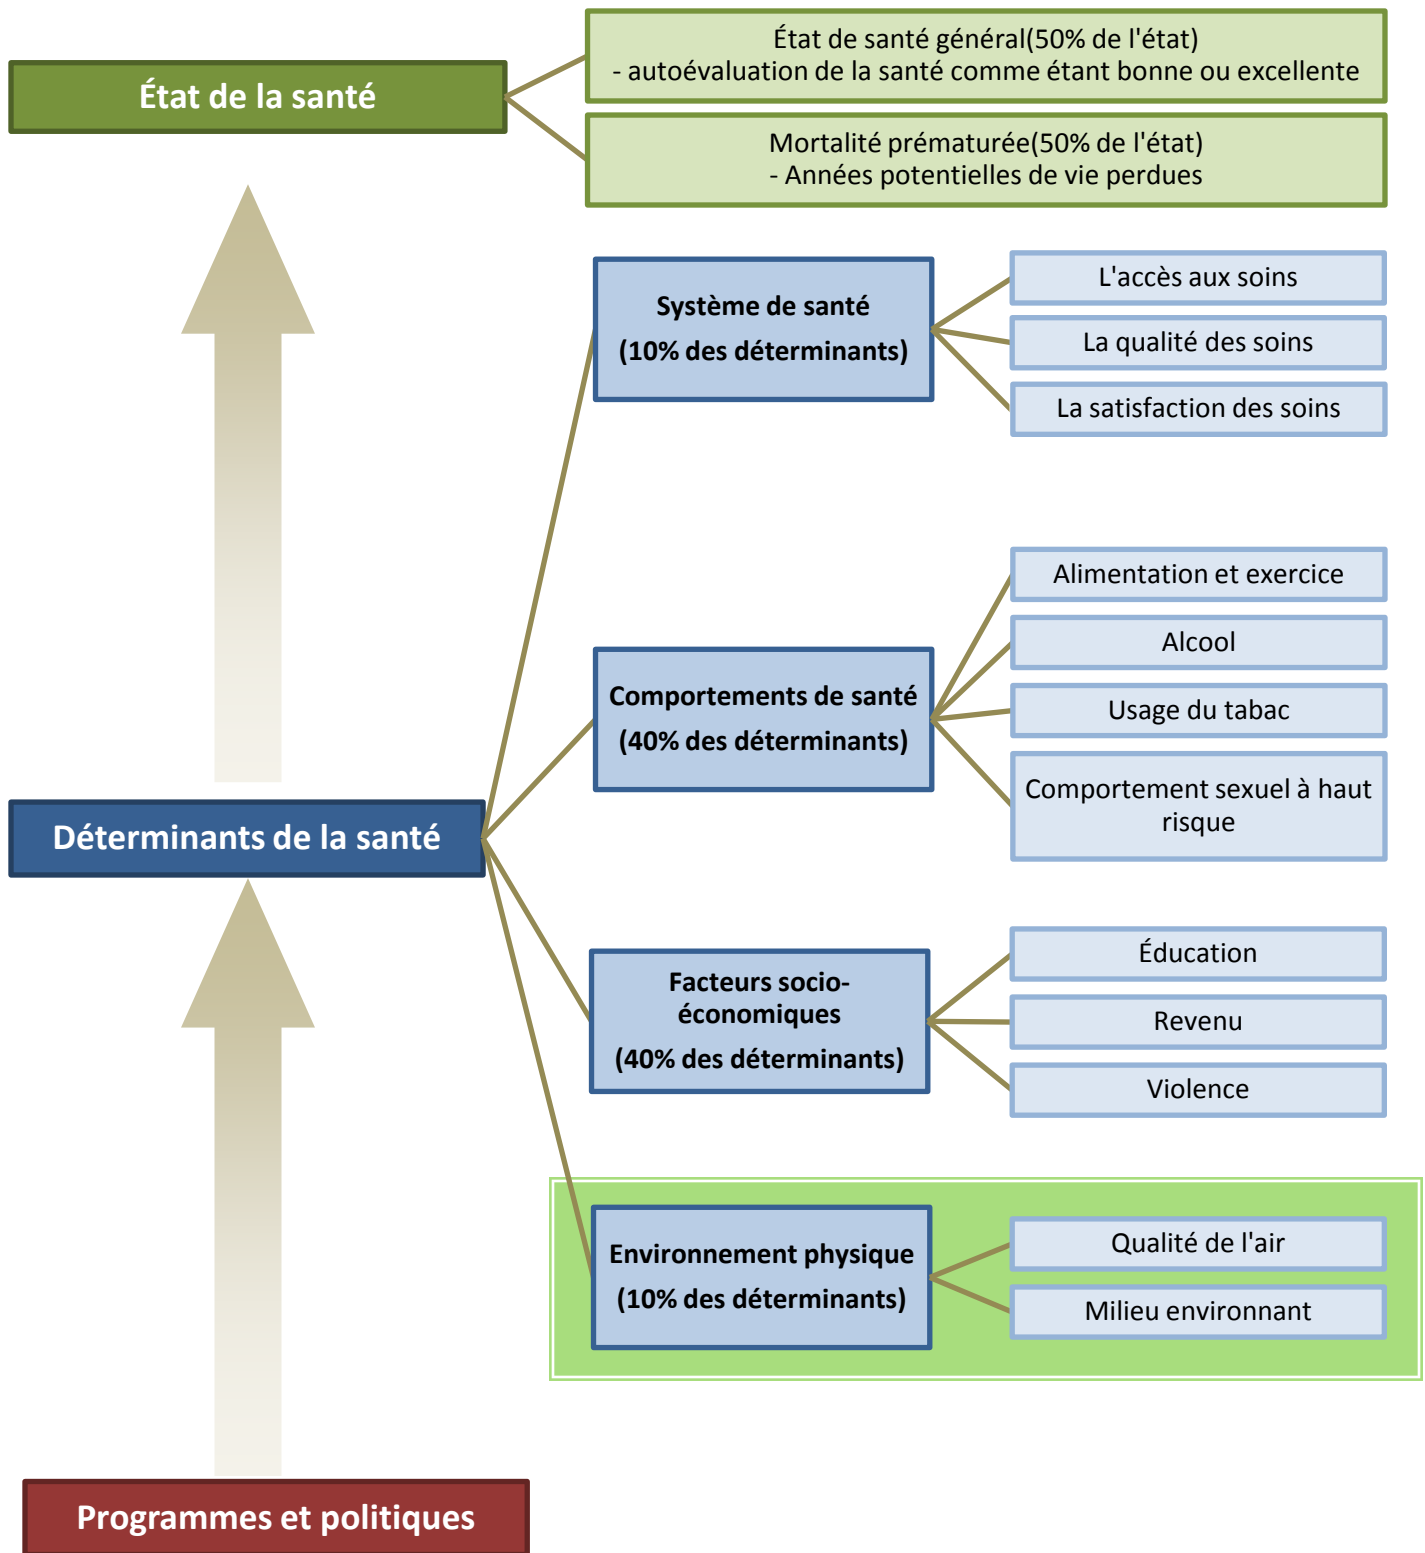 État de la santé
État de santé général(50% de l'état)
- autoévaluation de la santé comme étant bonne ou excellente
Mortalité prématurée(50% de l'état)
- Années potentielles de vie perdues
Système de santé
(10% des déterminants)
L'accès aux soins
La qualité des soins
La satisfaction des soins
Comportements de santé
(40% des déterminants)
Alimentation et exercice
Alcool
Usage du tabac
Comportement sexuel à haut
risque
Déterminants de la santé
Facteurs socio-
économiques
(40% des déterminants)
Éducation
Revenu
Violence
Environnement physique
(10% des déterminants)
Qualité de l'air
Milieu environnant
Programmes et politiques